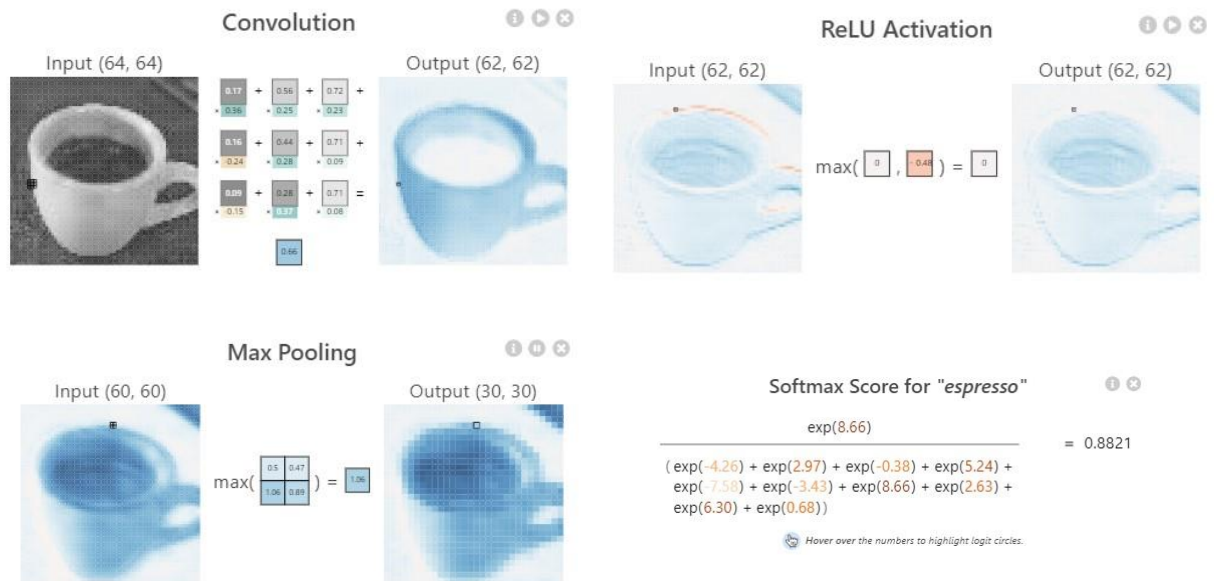 Convolution
Input (64, 64)
Output (62, 62)
0.17 + 0.56 + 0.72 +
× 0.36 × 0.25 × 0.23
0.16 + 0.44 + 0.71 +
× -0.24 × 0.28 × 0.09
0.09 + 0.28 + 0.71 =
× -0.15 × 0.37 × 0.08
0.66
ReLU Activation
Input (62, 62)
Output (62, 62)
max( 0 , -0.48 ) = 0
Max Pooling
Input (60, 60)
Output (30, 30)
0.5 0.47
max( ) = 1.06
1.06 0.89
Softmax Score for "espresso"
exp(8.66)
= 0.8821
(exp(-4.26) + exp(2.97) + exp(-0.38) + exp(5.24) +
exp(-7.58) + exp(-3.43) + exp(8.66) + exp(2.63) +
exp(6.30) + exp(0.68))
Hover over the numbers to highlight logit circles.